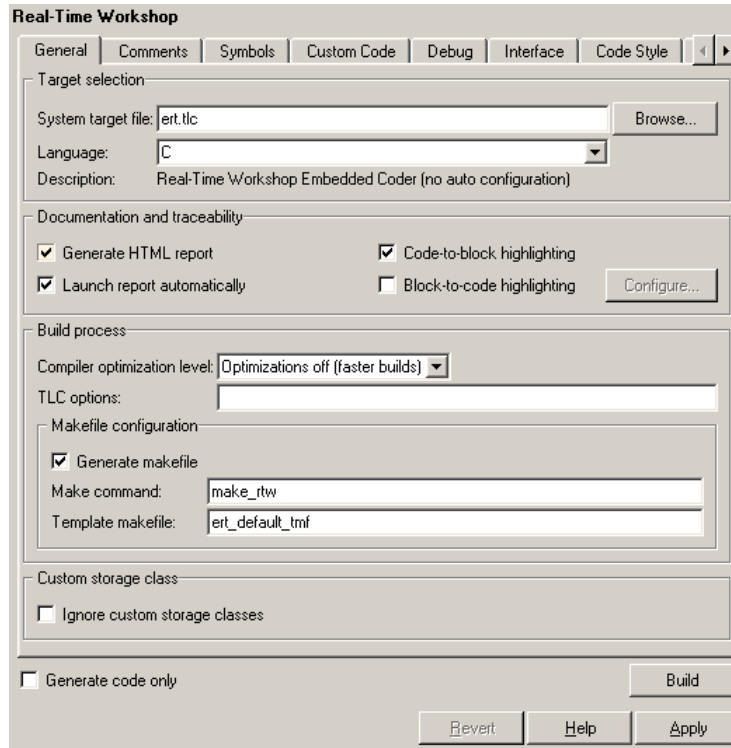 Real-Time Workshop
General Comments Symbols Custom Code Debug Interface Code Style
Target selection
System target file: ert.tlc Browse...
Language: C
Description: Real-Time Workshop Embedded Coder (no auto configuration)
Documentation and traceability
Generate HTML report Code-to-block highlighting
Launch report automatically Block-to-code highlighting Configure...
Build process
Compiler optimization level: Optimizations off (faster builds)
TLC options:
Makefile configuration
Generate makefile
Make command: make_rtw
Template makefile: ert_default_tmf
Custom storage class
Ignore custom storage classes
Generate code only Build
Revert Help Apply